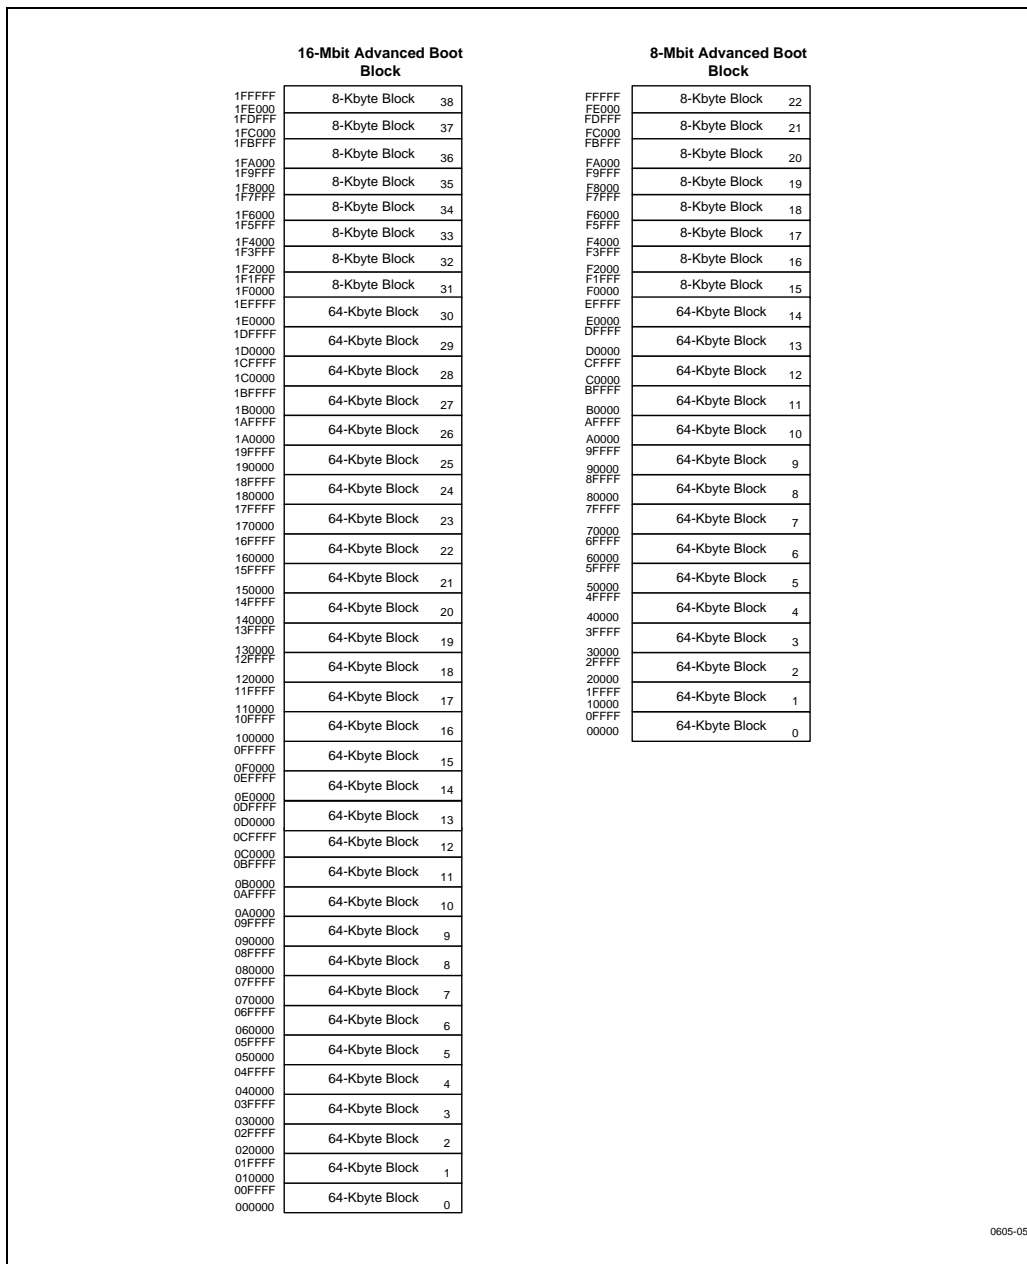 16-Mbit Advanced Boot
Block
1FFFFF
8-Kbyte Block 38
1FE000
1FDFFF
8-Kbyte Block 37
1FC000
1FBFFF
8-Kbyte Block 36
1FA000
1F9FFF
8-Kbyte Block 35
1F8000
1F7FFF
8-Kbyte Block 34
1F6000
1F5FFF
8-Kbyte Block 33
1F4000
1F3FFF
8-Kbyte Block 32
1F2000
1F1FFF
8-Kbyte Block 31
1F0000
1EFFFF
64-Kbyte Block 30
1E0000
1DFFFF
64-Kbyte Block 29
1D0000
1CFFFF
64-Kbyte Block 28
1C0000
1BFFFF
64-Kbyte Block 27
1B0000
1AFFFF
64-Kbyte Block 26
1A0000
19FFFF
64-Kbyte Block 25
190000
18FFFF
64-Kbyte Block 24
180000
17FFFF
64-Kbyte Block 23
170000
16FFFF
64-Kbyte Block 22
160000
15FFFF
64-Kbyte Block 21
150000
14FFFF
64-Kbyte Block 20
140000
13FFFF
64-Kbyte Block 19
130000
12FFFF
64-Kbyte Block 18
120000
11FFFF
64-Kbyte Block 17
110000
10FFFF
64-Kbyte Block 16
100000
0FFFFF
64-Kbyte Block 15
0F0000
0EFFFF
64-Kbyte Block 14
0E0000
0DFFFF
64-Kbyte Block 13
0D0000
0CFFFF
64-Kbyte Block 12
0C0000
0BFFFF
64-Kbyte Block 11
0B0000
0AFFFF
64-Kbyte Block 10
0A0000
09FFFF
64-Kbyte Block 9
090000
08FFFF
64-Kbyte Block 8
080000
07FFFF
64-Kbyte Block 7
070000
06FFFF
64-Kbyte Block 6
060000
05FFFF
64-Kbyte Block 5
050000
04FFFF
64-Kbyte Block 4
040000
03FFFF
64-Kbyte Block 3
030000
02FFFF
64-Kbyte Block 2
020000
01FFFF
64-Kbyte Block 1
010000
00FFFF
64-Kbyte Block 0
000000
8-Mbit Advanced Boot
Block
FFFFF
8-Kbyte Block 22
FE000
FDFFF
8-Kbyte Block 21
FC000
FBFFF
8-Kbyte Block 20
FA000
F9FFF
8-Kbyte Block 19
F8000
F7FFF
8-Kbyte Block 18
F6000
F5FFF
8-Kbyte Block 17
F4000
F3FFF
8-Kbyte Block 16
F2000
F1FFF
8-Kbyte Block 15
F0000
EFFFF
64-Kbyte Block 14
E0000
DFFFF
64-Kbyte Block 13
D0000
CFFFF
64-Kbyte Block 12
C0000
BFFFF
64-Kbyte Block 11
B0000
AFFFF
64-Kbyte Block 10
A0000
9FFFF
64-Kbyte Block 9
90000
8FFFF
64-Kbyte Block 8
80000
7FFFF
64-Kbyte Block 7
70000
6FFFF
64-Kbyte Block 6
60000
5FFFF
64-Kbyte Block 5
50000
4FFFF
64-Kbyte Block 4
40000
3FFFF
64-Kbyte Block 3
30000
2FFFF
64-Kbyte Block 2
20000
1FFFF
64-Kbyte Block 1
10000
0FFFF
64-Kbyte Block 0
00000
0605-05